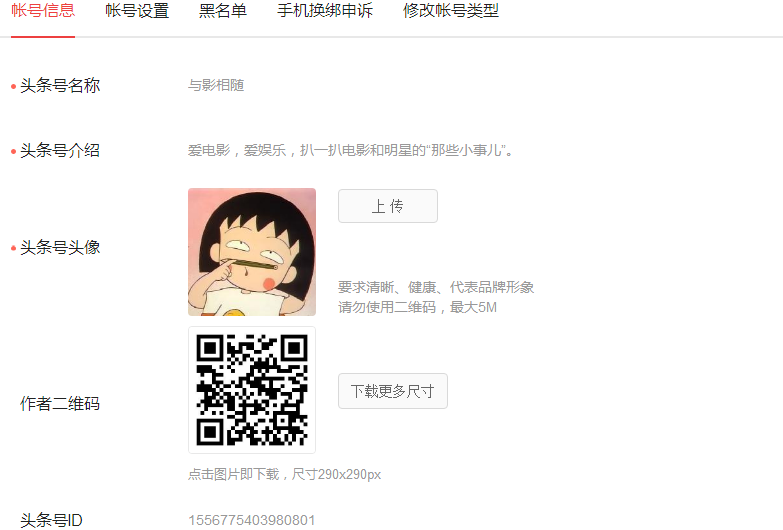 帐号信息 帐号设置 黑名单 手机换绑申诉 修改帐号类型
头条号名称 与影相随
头条号介绍 爱电影，爱娱乐，扒一扒电影和明星的“那些小事儿”。
头条号头像 上 传
要求清晰、健康、代表品牌形象
请勿使用二维码，最大5M
作者二维码 下载更多尺寸
点击图片即下载，尺寸290x290px
头条号ID 1556775403980801